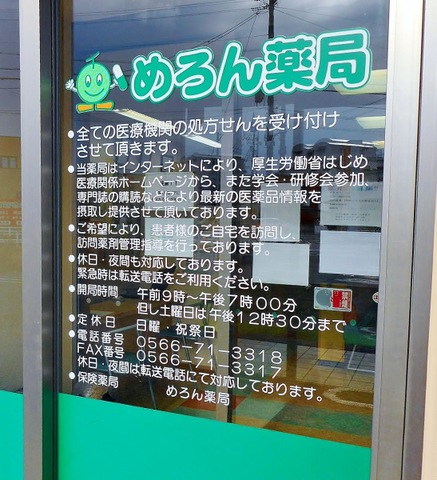 めろん薬局
●全ての医療機関の処方せんを受け付け
させて頂きます。
●当薬局はインターネットにより、厚生労働省はじめ
医療関係ホームページから、また学会・研修会参加、
専門誌の購読などにより最新の医薬品情報を
摂取し提供させて頂いております。
●ご希望により、患者様のご自宅を訪問し、
訪問薬剤管理指導を行っております。
●休日・夜間も対応しております。
緊急時は転送電話をご利用ください。
●開局時間 午前9時〜午後7時00分
但し土曜日は午後12時30分まで
●定休日 日曜・祝祭日
●電話番号 0566-71-3318
FAX番号 0566-71-3317
休日・夜間は転送電話にて対応しております。
●保険薬局
めろん薬局
禁煙